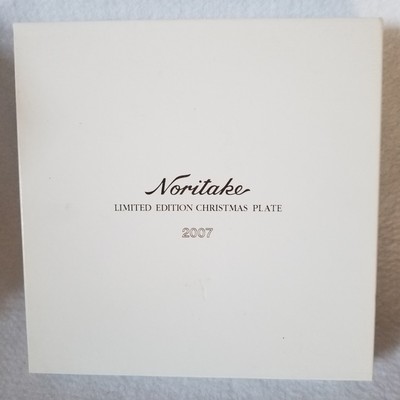 Noritake
LIMITED EDITION CHRISTMAS PLATE
2007